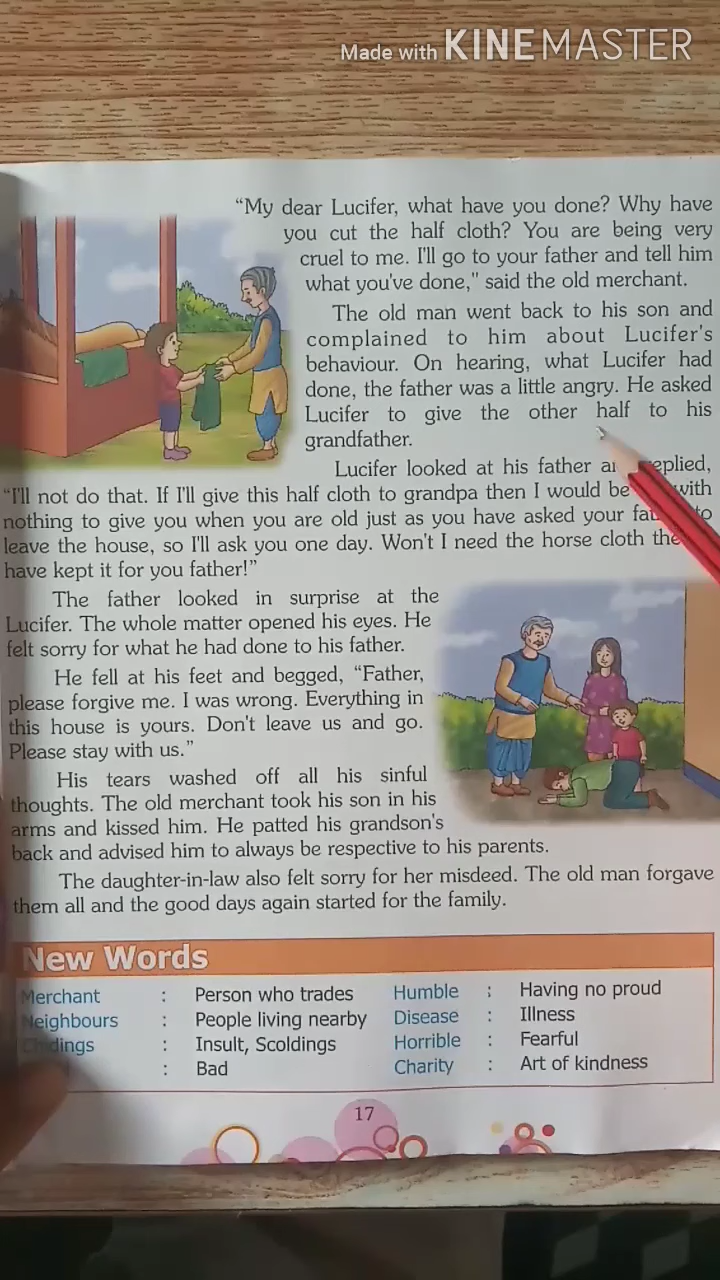 Made with KINEMASTER
“My dear Lucifer, what have you done? Why have
you cut the half cloth? You are being very
cruel to me. I'll go to your father and tell him
what you've done," said the old merchant.
The old man went back to his son and
complained to him about Lucifer's
behaviour. On hearing, what Lucifer had
done, the father was a little angry. He asked
Lucifer to give the other half to his
grandfather.
Lucifer looked at his father replied,
“I'll not do that. If I'll give this half cloth to grandpa then I would be with
nothing to give you when you are old just as you have asked your to
leave the house, so I'll ask you one day. Won't I need the horse cloth
have kept it for you father!”
The father looked in surprise at the
Lucifer. The whole matter opened his eyes. He
felt sorry for what he had done to his father.
He fell at his feet and begged, “Father,
please forgive me. I was wrong. Everything in
this house is yours. Don't leave us and go.
Please stay with us.”
His tears washed off all his sinful
thoughts. The old merchant took his son in his
arms and kissed him. He patted his grandson's
back and advised him to always be respective to his parents.
The daughter-in-law also felt sorry for her misdeed. The old man forgave
them all and the good days again started for the family.
New Words
Merchant : Person who trades Humble : Having no proud
Neighbours : People living nearby Disease : Illness
: Insult, Scoldings Horrible : Fearful
: Bad Charity : Art of kindness
17